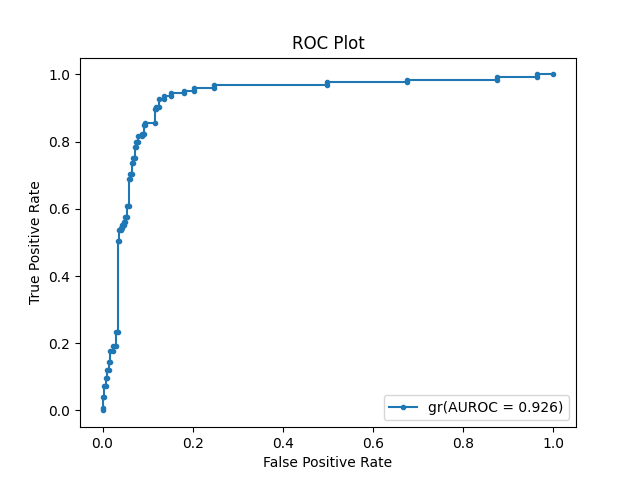 ROC Plot
True Positive Rate
1.0
0.8
0.6
0.4
0.2
0.0
gr(AUROC = 0.926)
0.0 0.2 0.4 0.6 0.8 1.0
False Positive Rate